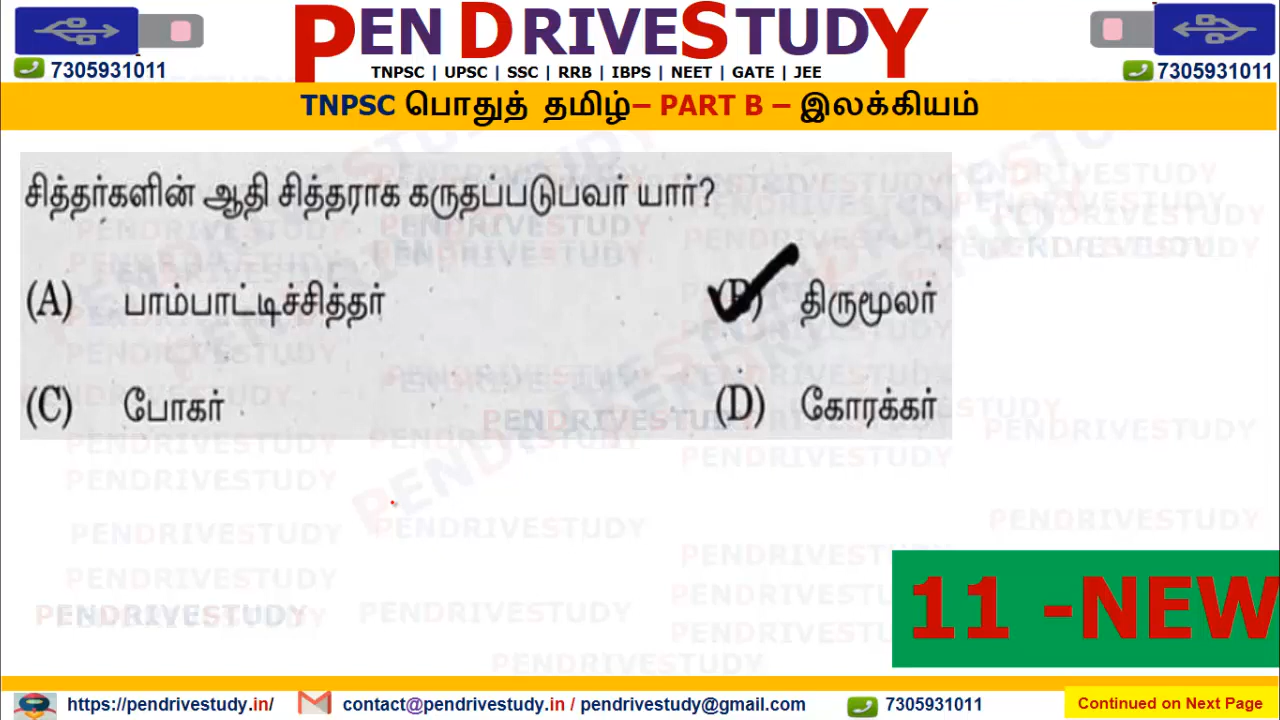 PEN DRIVESTUDY
7305931011
TNPSC | UPSC | SSC | RRB | IBPS | NEET | GATE | JEE
7305931011
TNPSC பொதுத் தமிழ்– PART B – இலக்கியம்
சித்தர்களின் ஆதி சித்தராக கருதப்படுபவர் யார்?
(A) பாம்பாட்டிச்சித்தர்
(B) திருமூலர்
(C) போகர்
(D) கோரக்கர்
11 -NEW
https://pendrivestudy.in/
contact@pendrivestudy.in / pendrivestudy@gmail.com
7305931011
Continued on Next Page